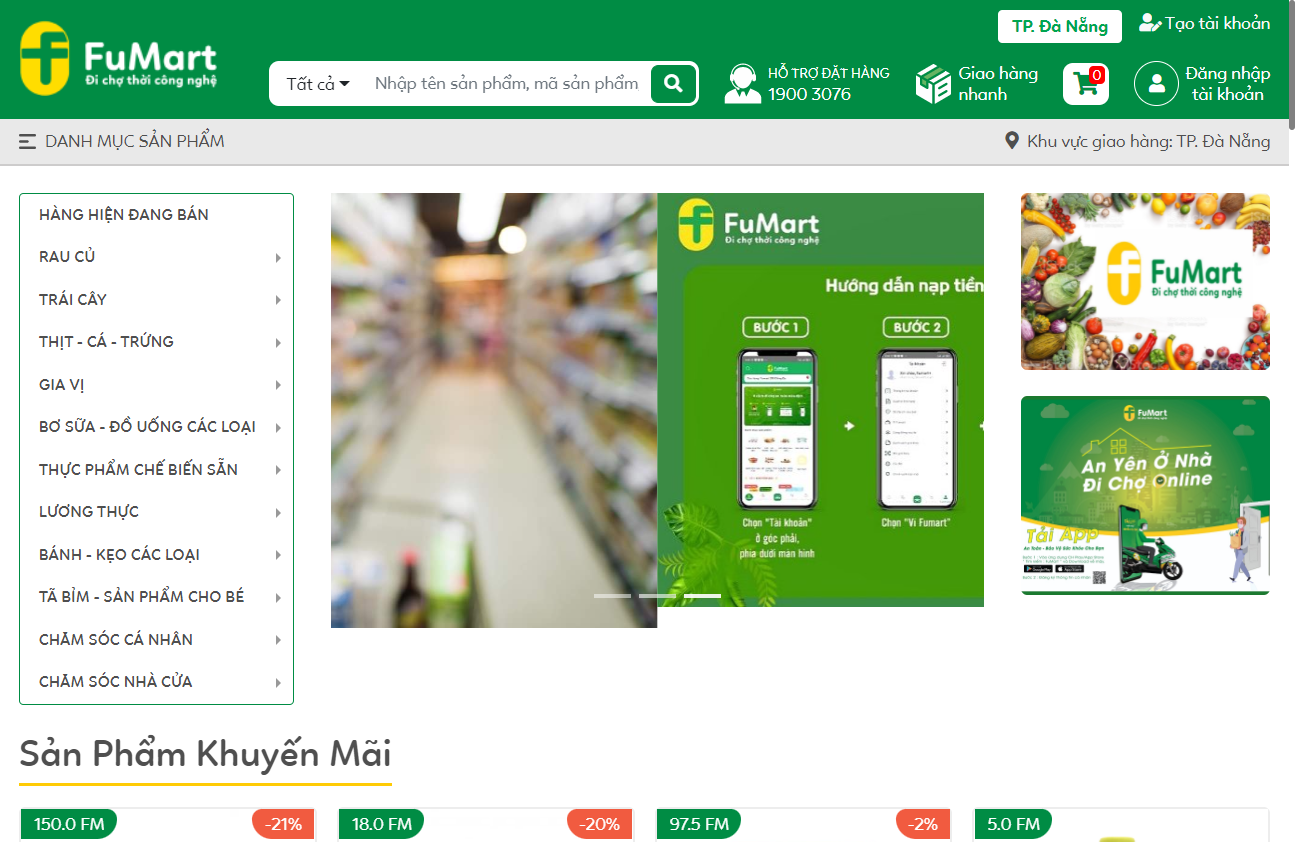 TP. Đà Nẵng
Tạo tài khoản
FuMart
Đi chợ thời công nghệ
Tất cả
Nhập tên sản phẩm, mã sản phẩm
HỖ TRỢ ĐẶT HÀNG
1900 3076
Giao hàng
nhanh
0
Đăng nhập
tài khoản
DANH MỤC SẢN PHẨM
Khu vực giao hàng: TP. Đà Nẵng
HÀNG HIỆN ĐANG BÁN
RAU CỦ
TRÁI CÂY
THỊT - CÁ - TRỨNG
GIA VỊ
BƠ SỮA - ĐỒ UỐNG CÁC LOẠI
THỰC PHẨM CHẾ BIẾN SẴN
LƯƠNG THỰC
BÁNH - KẸO CÁC LOẠI
TÃ BỈM - SẢN PHẨM CHO BÉ
CHĂM SÓC CÁ NHÂN
CHĂM SÓC NHÀ CỬA
FuMart
Đi chợ thời công nghệ
Hướng dẫn nạp tiền
BƯỚC 1
BƯỚC 2
Chọn "Tài khoản"
ở góc phải,
phía dưới màn hình
Chọn "Ví Fumart"
FuMart
Đi chợ thời công nghệ
FuMart
An Yên Ở Nhà
Đi Chợ Online
Tải App
Sản Phẩm Khuyến Mãi
150.0 FM
-21%
18.0 FM
-20%
97.5 FM
-2%
5.0 FM